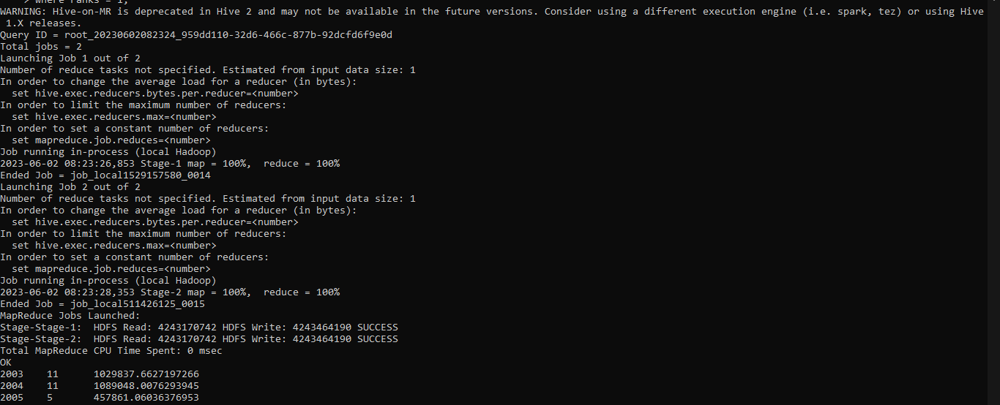 > where ranks = 1;
WARNING: Hive-on-MR is deprecated in Hive 2 and may not be available in the future versions. Consider using a different execution engine (i.e. spark, tez) or using Hive
 1.X releases.
Query ID = root_20230602082324_959dd110-32d6-466c-877b-92dcfd6f9e0d
Total jobs = 2
Launching Job 1 out of 2
Number of reduce tasks not specified. Estimated from input data size: 1
In order to change the average load for a reducer (in bytes):
  set hive.exec.reducers.bytes.per.reducer=<number>
In order to limit the maximum number of reducers:
  set hive.exec.reducers.max=<number>
In order to set a constant number of reducers:
  set mapreduce.job.reduces=<number>
Job running in-process (local Hadoop)
2023-06-02 08:23:26,853 Stage-1 map = 100%,  reduce = 100%
Ended Job = job_local1529157580_0014
Launching Job 2 out of 2
Number of reduce tasks not specified. Estimated from input data size: 1
In order to change the average load for a reducer (in bytes):
  set hive.exec.reducers.bytes.per.reducer=<number>
In order to limit the maximum number of reducers:
  set hive.exec.reducers.max=<number>
In order to set a constant number of reducers:
  set mapreduce.job.reduces=<number>
Job running in-process (local Hadoop)
2023-06-02 08:23:28,353 Stage-2 map = 100%,  reduce = 100%
Ended Job = job_local511426125_0015
MapReduce Jobs Launched:
Stage-Stage-1:  HDFS Read: 4243170742 HDFS Write: 4243464190 SUCCESS
Stage-Stage-2:  HDFS Read: 4243170742 HDFS Write: 4243464190 SUCCESS
Total MapReduce CPU Time Spent: 0 msec
OK
2003    11      1029837.6627197266
2004    11      1089048.0076293945
2005    5       457861.06036376953